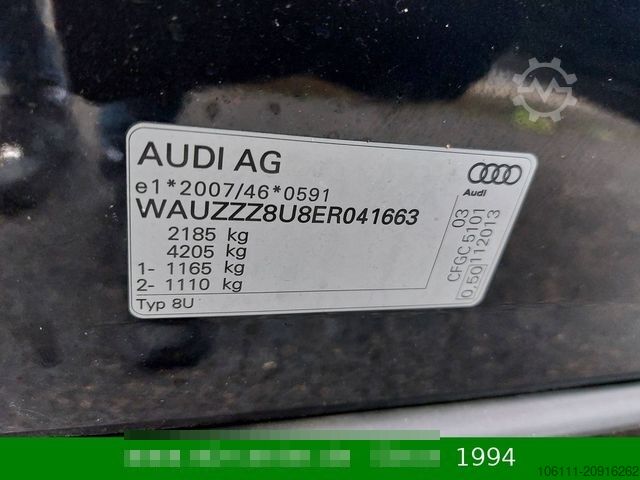 AUDI AG
e1*2007/46*0591
WAUZZZ8U8ER041663
2185 kg
4205 kg
1- 1165 kg
2- 1110 kg
Typ 8U
Audi
03
CFGC 5101
0,50 112013
1994
106111-20916262